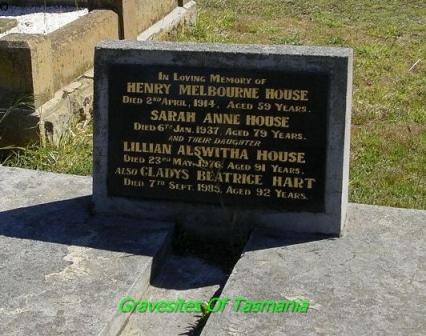 In Loving Memory of
HENRY MELBOURNE HOUSE
Died 2nd April, 1914. Aged 59 Years.
SARAH ANNE HOUSE
Died 6th Jan. 1937. Aged 79 Years.
AND THEIR DAUGHTER
LILLIAN ALSWITHA HOUSE
Died 23rd May 1976. Aged 91 Years.
ALSO GLADYS BEATRICE HART
Died 7th Sept. 1985. Aged 92 Years.
Gravesites Of Tasmania